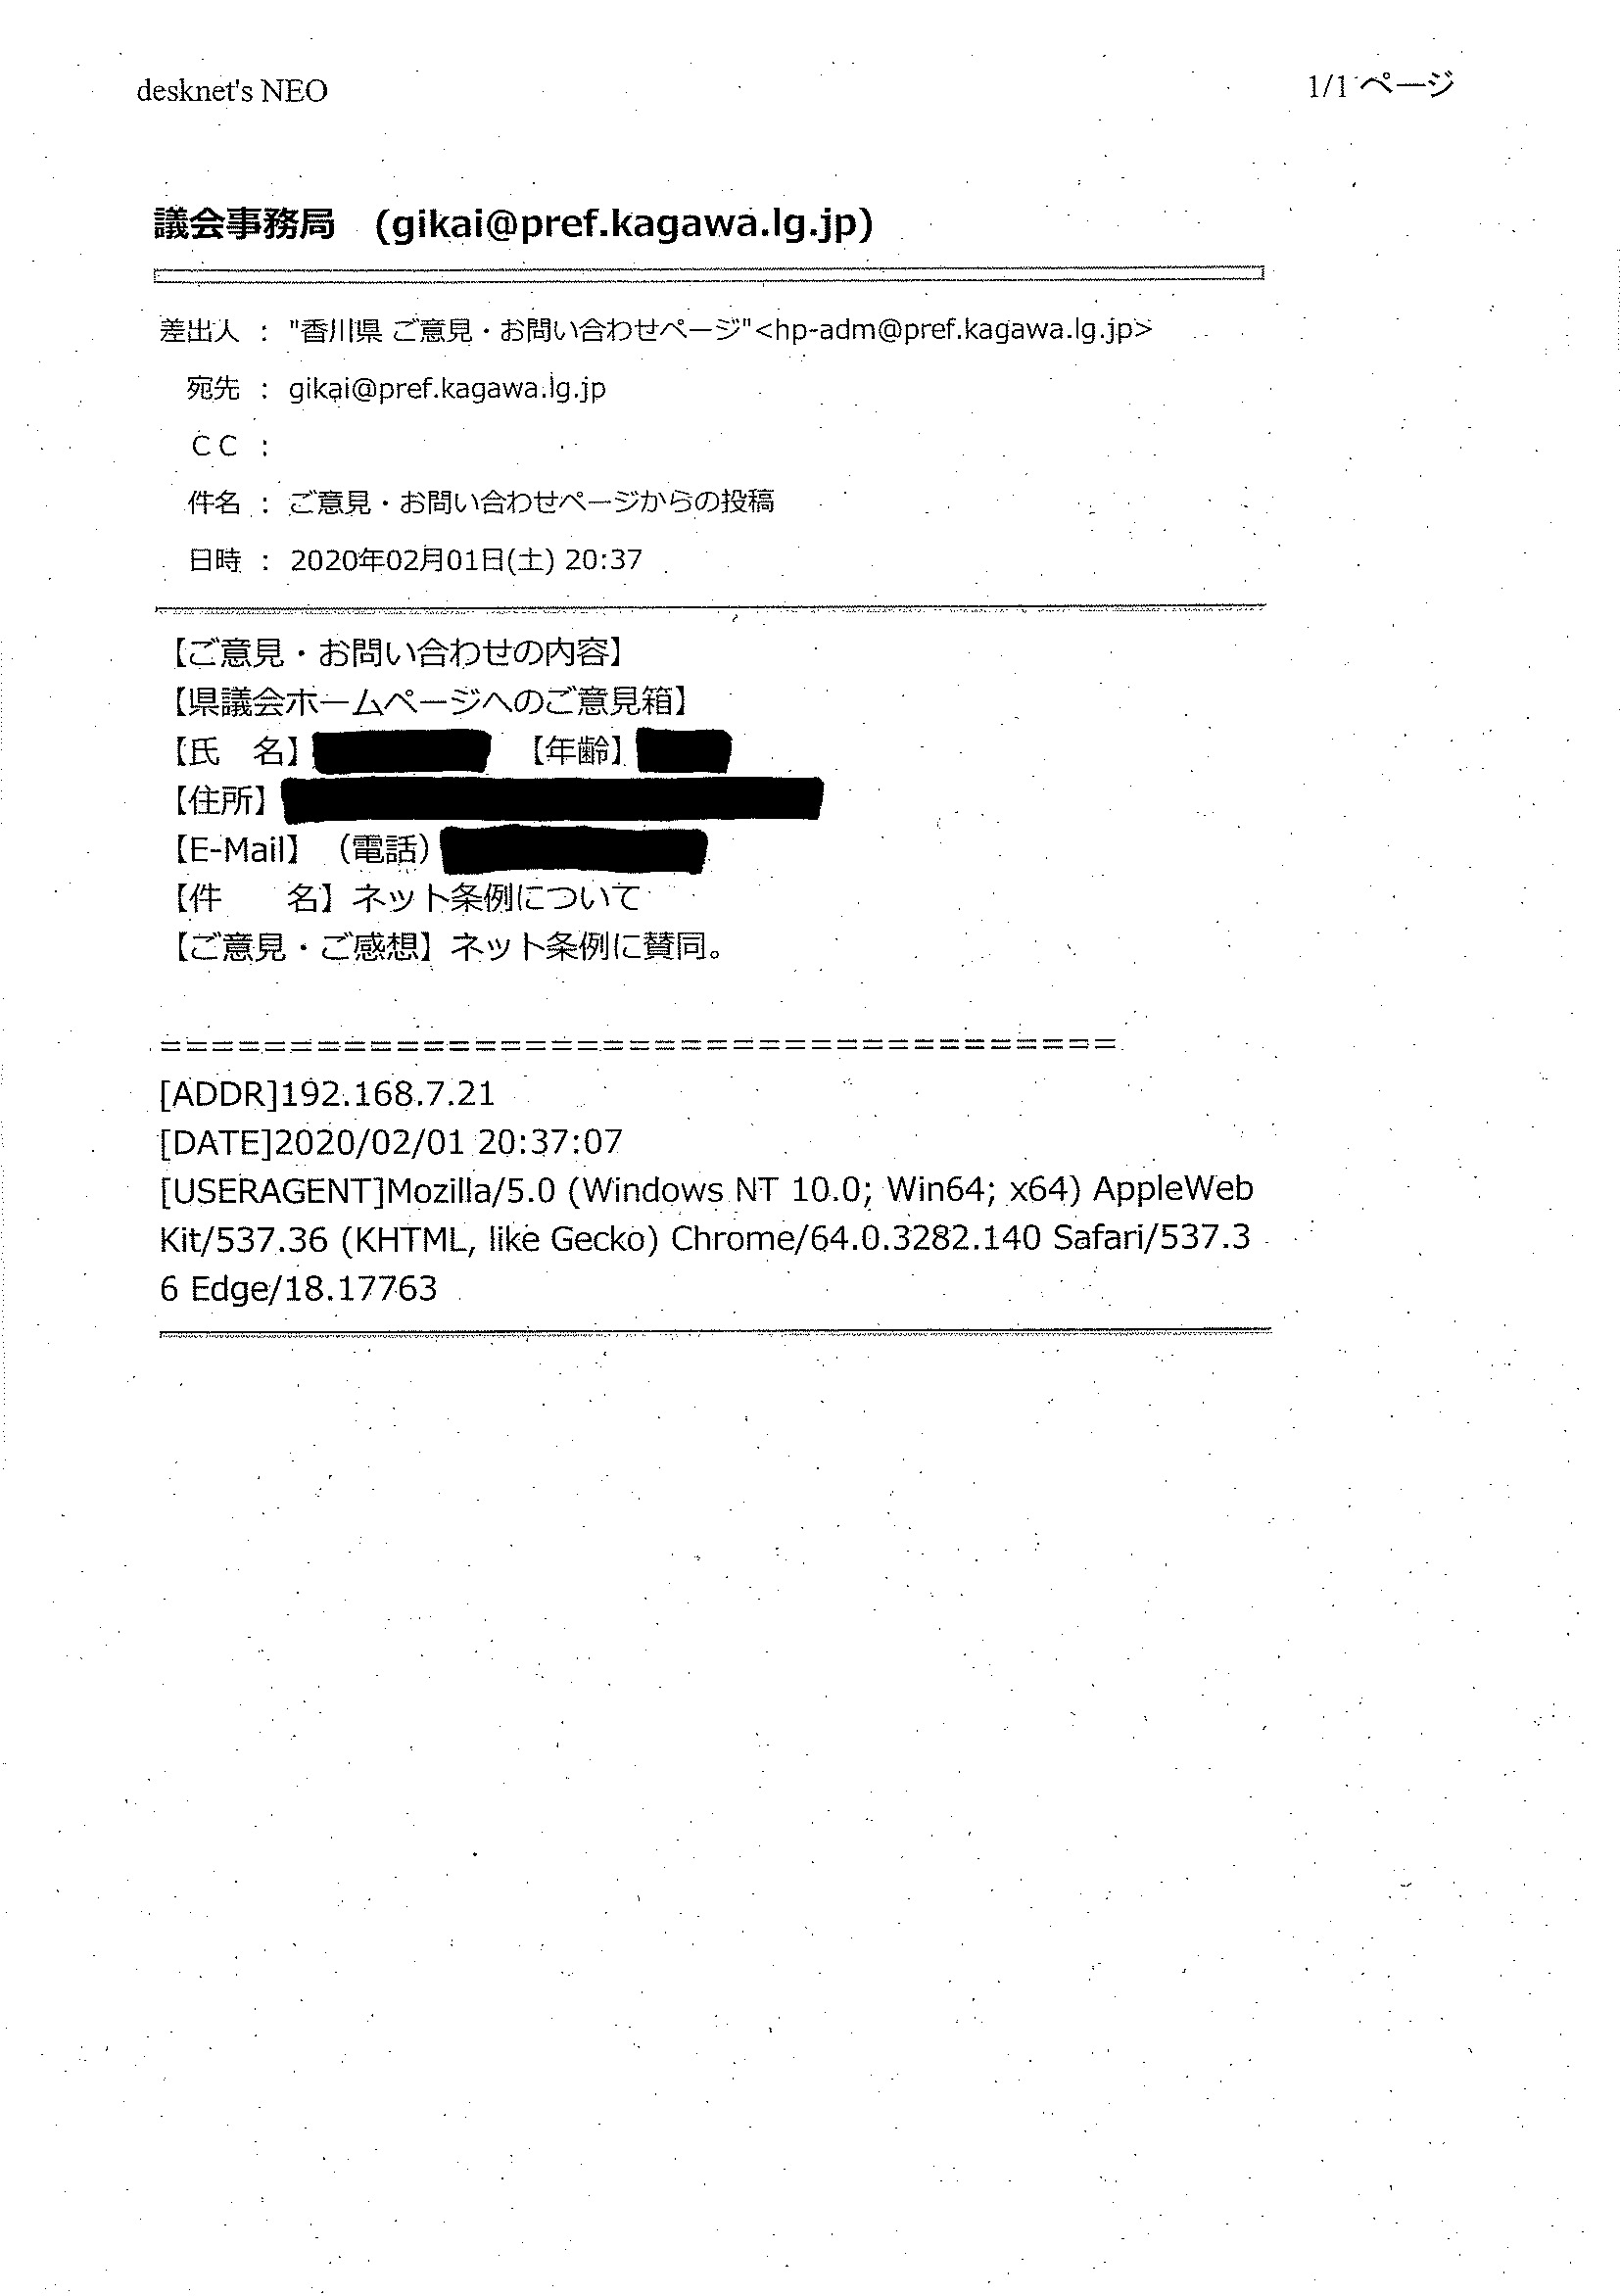 desknet's NEO
1/1 ページ
議会事務局 (gikai@pref.kagawa.lg.jp)
差出人 : "香川県 ご意見・お問い合わせページ"<hp-adm@pref.kagawa.lg.jp>
宛先 : gikai@pref.kagawa.lg.jp
CC :
件名 : ご意見・お問い合わせページからの投稿
日時 : 2020年02月01日(土) 20:37
【ご意見・お問い合わせの内容】
【県議会ホームページへのご意見箱】
【氏 名】 【年齢】
【住所】
【E-Mail】 （電話）
【件 名】ネット条例について
【ご意見・ご感想】ネット条例に賛同。
=====================================
[ADDR]192.168.7.21
[DATE]2020/02/01 20:37:07
[USERAGENT]Mozilla/5.0 (Windows NT 10.0; Win64; x64) AppleWeb
Kit/537.36 (KHTML, like Gecko) Chrome/64.0.3282.140 Safari/537.3
6 Edge/18.17763